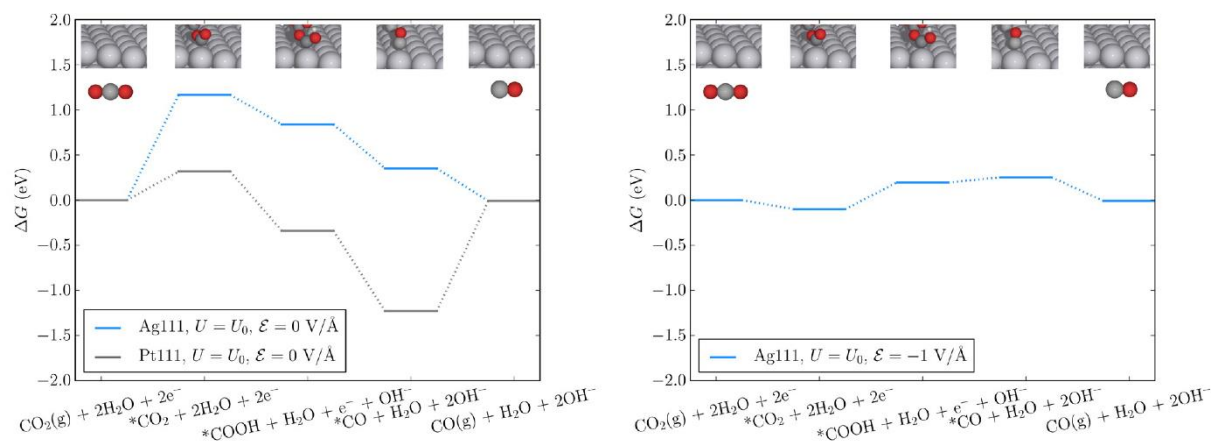 2.0
1.5
1.0
0.5
0.0
−0.5
−1.0
−1.5
−2.0
ΔG (eV)
Ag111, U = U₀, ℰ = 0 V/Å
Pt111, U = U₀, ℰ = 0 V/Å
CO₂(g) + 2H₂O + 2e⁻
*CO₂ + 2H₂O + 2e⁻
*COOH + H₂O + e⁻ + OH⁻
*CO + H₂O + 2OH⁻
CO(g) + H₂O + 2OH⁻
2.0
1.5
1.0
0.5
0.0
−0.5
−1.0
−1.5
−2.0
ΔG (eV)
Ag111, U = U₀, ℰ = −1 V/Å
CO₂(g) + 2H₂O + 2e⁻
*CO₂ + 2H₂O + 2e⁻
*COOH + H₂O + e⁻ + OH⁻
*CO + H₂O + 2OH⁻
CO(g) + H₂O + 2OH⁻